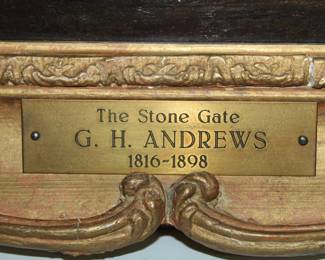 The Stone Gate
G. H. ANDREWS
1816-1898